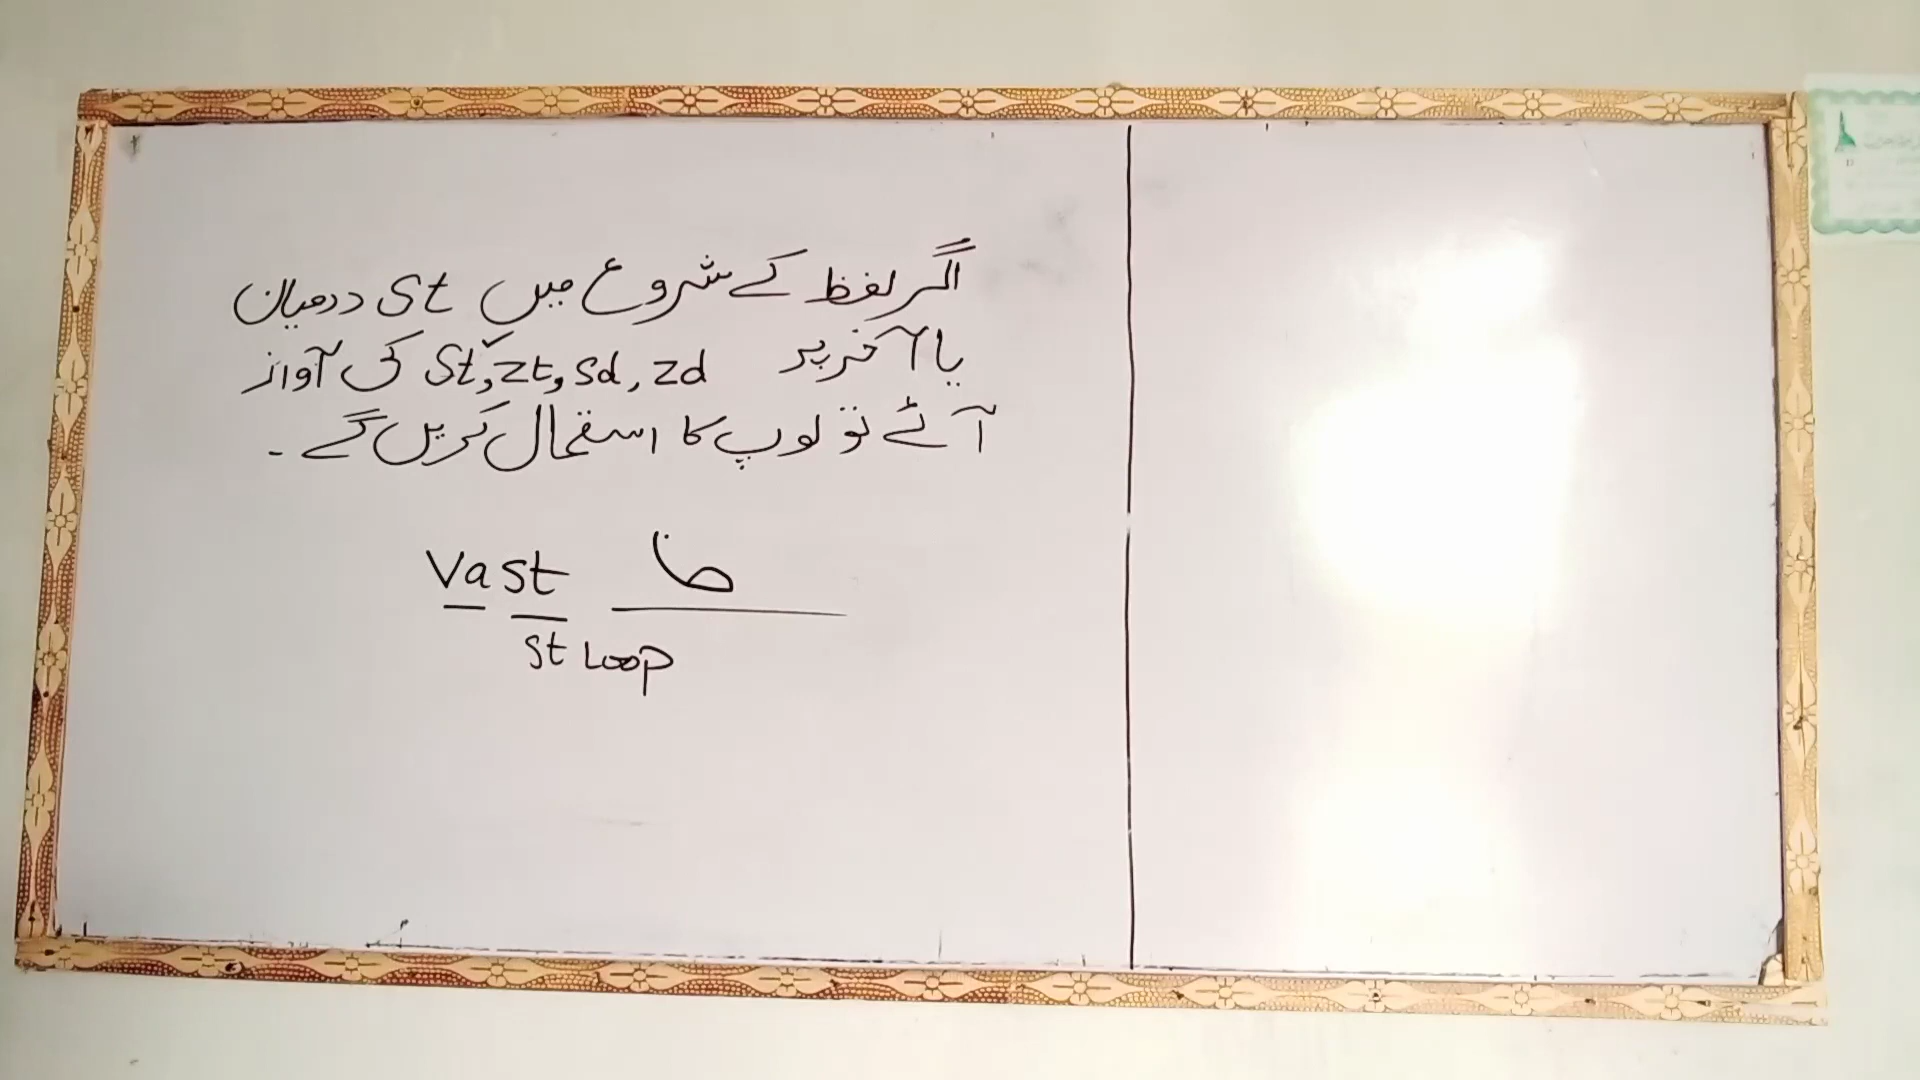 اگر لفظ کے شروع میں St درمیان
یا آخر پر St, zt, sd, zd کی آواز
آئے تو لوپ کا استعمال کریں گے ۔
Vast
St Loop